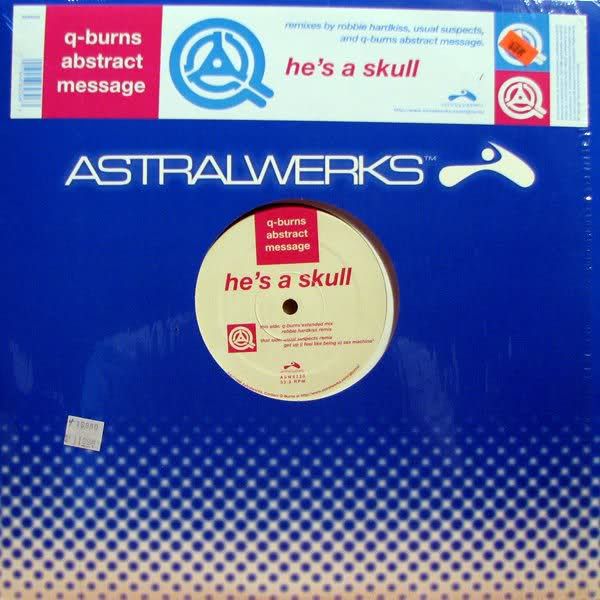 q-burns
abstract
message
remixes by robbie hardkiss, usual suspects,
and q-burns abstract message.
he's a skull
ASTRALWERKS™
q-burns
abstract
message
he's a skull
this side: q-burns extended mix
robbie hardkiss remix
that side: usual suspects remix
get up (i feel like being a) sex machine
33.3 RPM